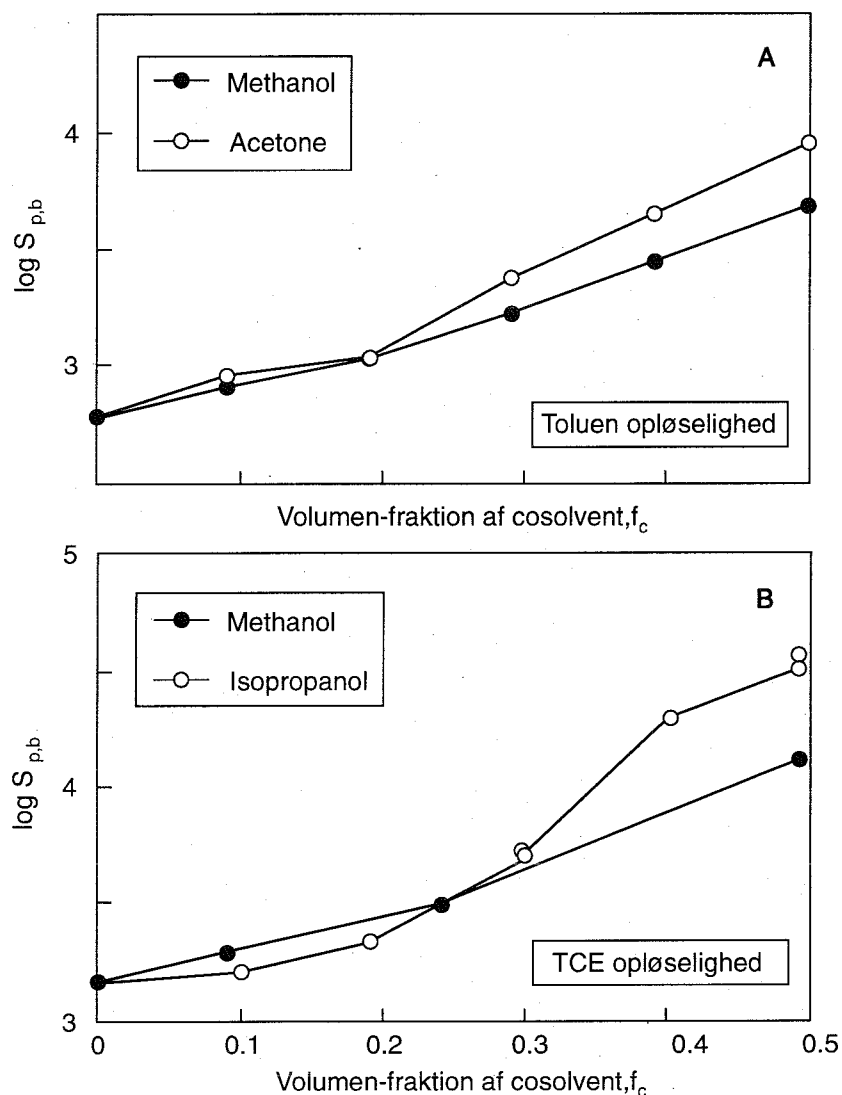 A
Methanol
Acetone
4
3
log S p,b
Toluen opløselighed
Volumen-fraktion af cosolvent,fc
5
B
Methanol
Isopropanol
4
log S p,b
TCE opløselighed
3
0 0.1 0.2 0.3 0.4 0.5
Volumen-fraktion af cosolvent,fc